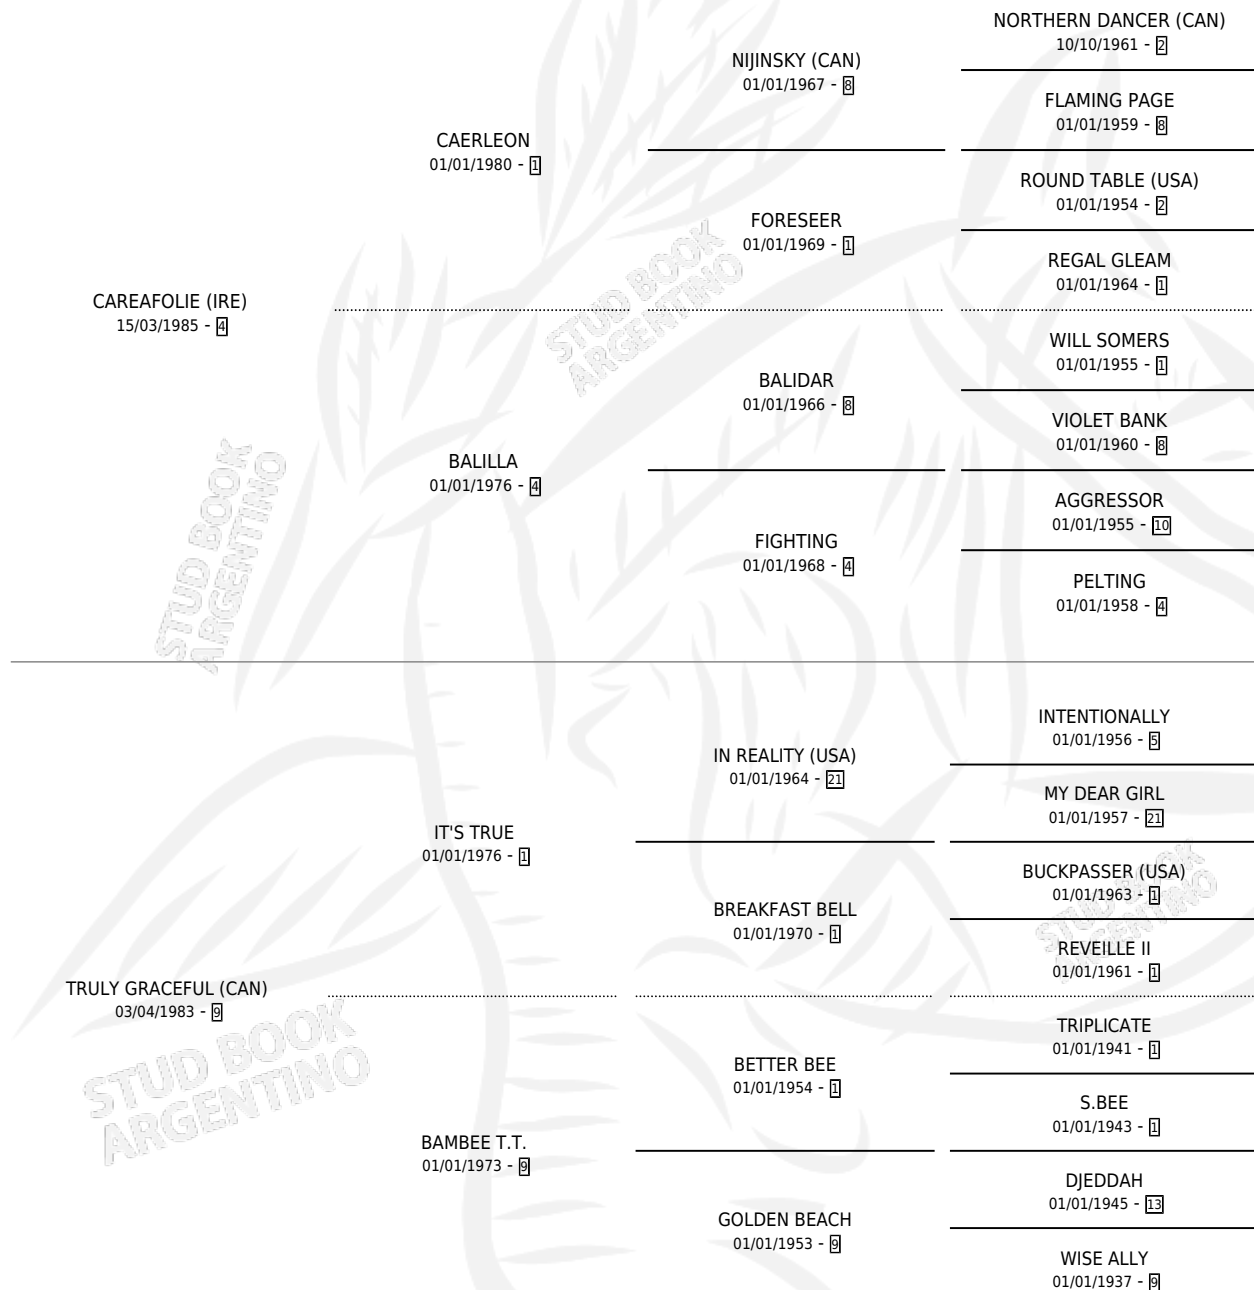 NORTHERN DANCER (CAN)
10/10/1961 - 2
NIJINSKY (CAN)
01/01/1967 - 8
FLAMING PAGE
01/01/1959 - 8
CAERLEON
01/01/1980 - 1
ROUND TABLE (USA)
01/01/1954 - 2
FORESEER
01/01/1969 - 1
REGAL GLEAM
01/01/1964 - 1
CAREAFOLIE (IRE)
15/03/1985 - 4
WILL SOMERS
01/01/1955 - 1
BALIDAR
01/01/1966 - 8
VIOLET BANK
01/01/1960 - 8
BALILLA
01/01/1976 - 4
AGGRESSOR
01/01/1955 - 10
FIGHTING
01/01/1968 - 4
PELTING
01/01/1958 - 4
INTENTIONALLY
01/01/1956 - 5
IN REALITY (USA)
01/01/1964 - 21
MY DEAR GIRL
01/01/1957 - 21
IT'S TRUE
01/01/1976 - 1
BUCKPASSER (USA)
01/01/1963 - 1
BREAKFAST BELL
01/01/1970 - 1
REVEILLE II
01/01/1961 - 1
TRULY GRACEFUL (CAN)
03/04/1983 - 9
TRIPLICATE
01/01/1941 - 1
BETTER BEE
01/01/1954 - 1
S.BEE
01/01/1943 - 1
BAMBEE T.T.
01/01/1973 - 9
DJEDDAH
01/01/1945 - 13
GOLDEN BEACH
01/01/1953 - 9
WISE ALLY
01/01/1937 - 9
STUD BOOK
ARGENTINO
STUD BOOK
ARGENTINO
STUD BOOK
ARGENTINO
STUD BOOK
ARGENTINO